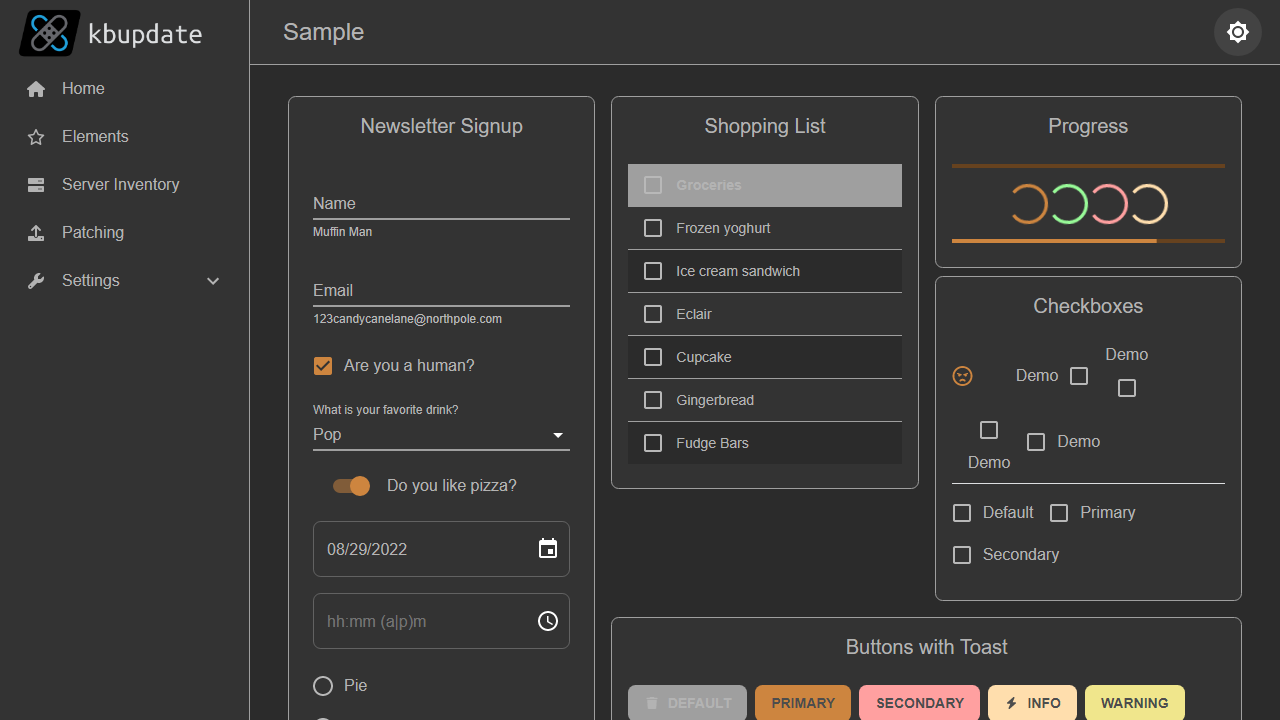 kbupdate
Home
Elements
Server Inventory
Patching
Settings
Sample
Newsletter Signup
Name
Muffin Man
Email
123candycanelane@northpole.com
Are you a human?
What is your favorite drink?
Pop
Do you like pizza?
08/29/2022
hh:mm (a|p)m
Pie
Shopping List
Groceries
Frozen yoghurt
Ice cream sandwich
Eclair
Cupcake
Gingerbread
Fudge Bars
Progress
Checkboxes
Demo
Demo
Demo
Demo
Default Primary
Secondary
Buttons with Toast
DEFAULT PRIMARY SECONDARY INFO WARNING